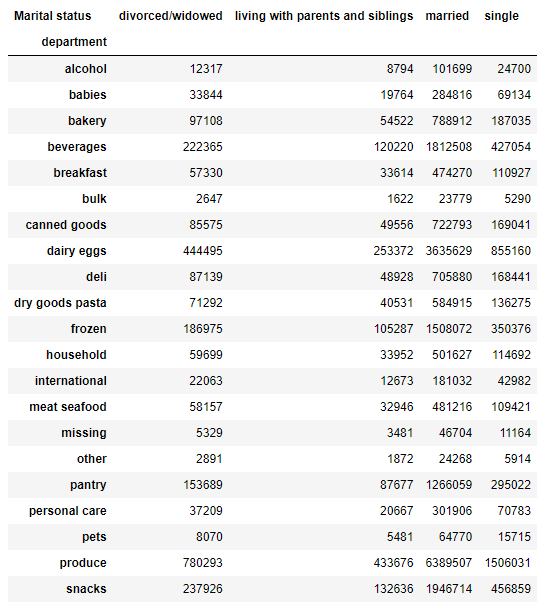 Marital status divorced/widowed living with parents and siblings married single
department
alcohol 12317 8794 101699 24700
babies 33844 19764 284816 69134
bakery 97108 54522 788912 187035
beverages 222365 120220 1812508 427054
breakfast 57330 33614 474270 110927
bulk 2647 1622 23779 5290
canned goods 85575 49556 722793 169041
dairy eggs 444495 253372 3635629 855160
deli 87139 48928 705880 168441
dry goods pasta 71292 40531 584915 136275
frozen 186975 105287 1508072 350376
household 59699 33952 501627 114692
international 22063 12673 181032 42982
meat seafood 58157 32946 481216 109421
missing 5329 3481 46704 11164
other 2891 1872 24268 5914
pantry 153689 87677 1266059 295022
personal care 37209 20667 301906 70783
pets 8070 5481 64770 15715
produce 780293 433676 6389507 1506031
snacks 237926 132636 1946714 456859